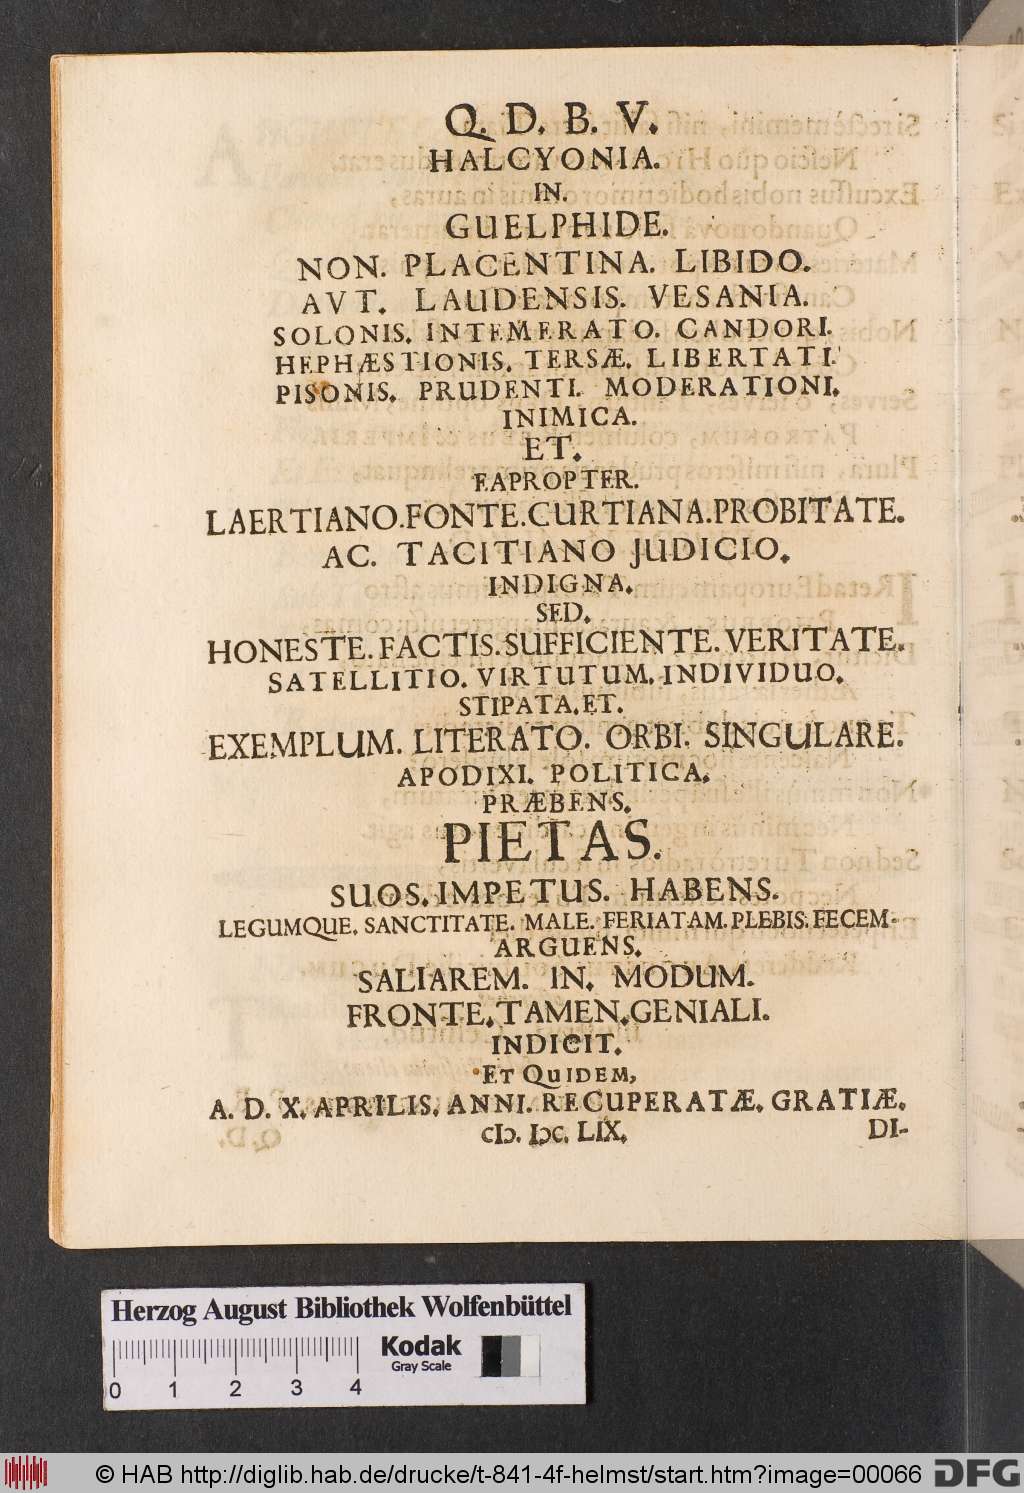 Q. D. B. V.
HALCYONIA.
IN.
GUELPHIDE.
NON. PLACENTINA. LIBIDO.
AVT. LAUDENSIS. VESANIA.
SOLONIS. INTEMERATO. CANDORI.
HEPHÆSTIONIS. TERSÆ. LIBERTATI.
PISONIS. PRUDENTI. MODERATIONI.
INIMICA.
ET.
EAPROPTER.
LAERTIANO.FONTE.CURTIANA.PROBITATE.
AC. TACITIANO JUDICIO.
INDIGNA.
SED.
HONESTE. FACTIS. SUFFICIENTE. VERITATE.
SATELLITIO. VIRTUTUM. INDIVIDUO.
STIPATA. ET.
EXEMPLUM. LITERATO. ORBI. SINGULARE.
APODIXI. POLITICA.
PRÆBENS.
PIETAS.
SUOS. IMPETUS. HABENS.
LEGUMQUE. SANCTITATE. MALE. FERIATAM. PLEBIS. FECEM.
ARGUENS.
SALIAREM. IN. MODUM.
FRONTE. TAMEN. GENIALI.
INDICIT.
ET QUIDEM,
A. D. X. APRILIS. ANNI. RECUPERATÆ. GRATIÆ.
CIↃ. IↃC. LIX.
DI-
Herzog August Bibliothek Wolfenbüttel
Kodak
Gray Scale
0 1 2 3 4
© HAB http://diglib.hab.de/drucke/t-841-4f-helmst/start.htm?image=00066
DFG